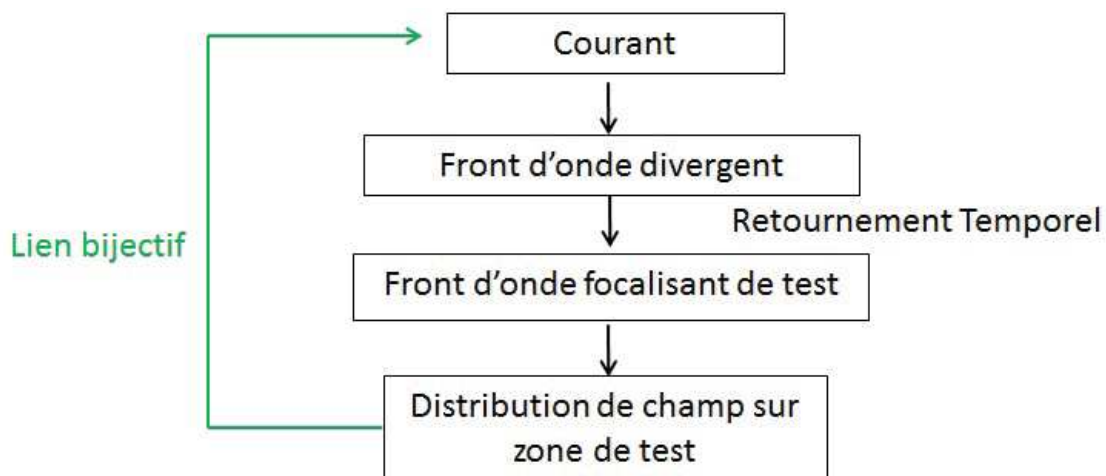 Courant
Front d'onde divergent
Retournement Temporel
Lien bijectif
Front d'onde focalisant de test
Distribution de champ sur
zone de test